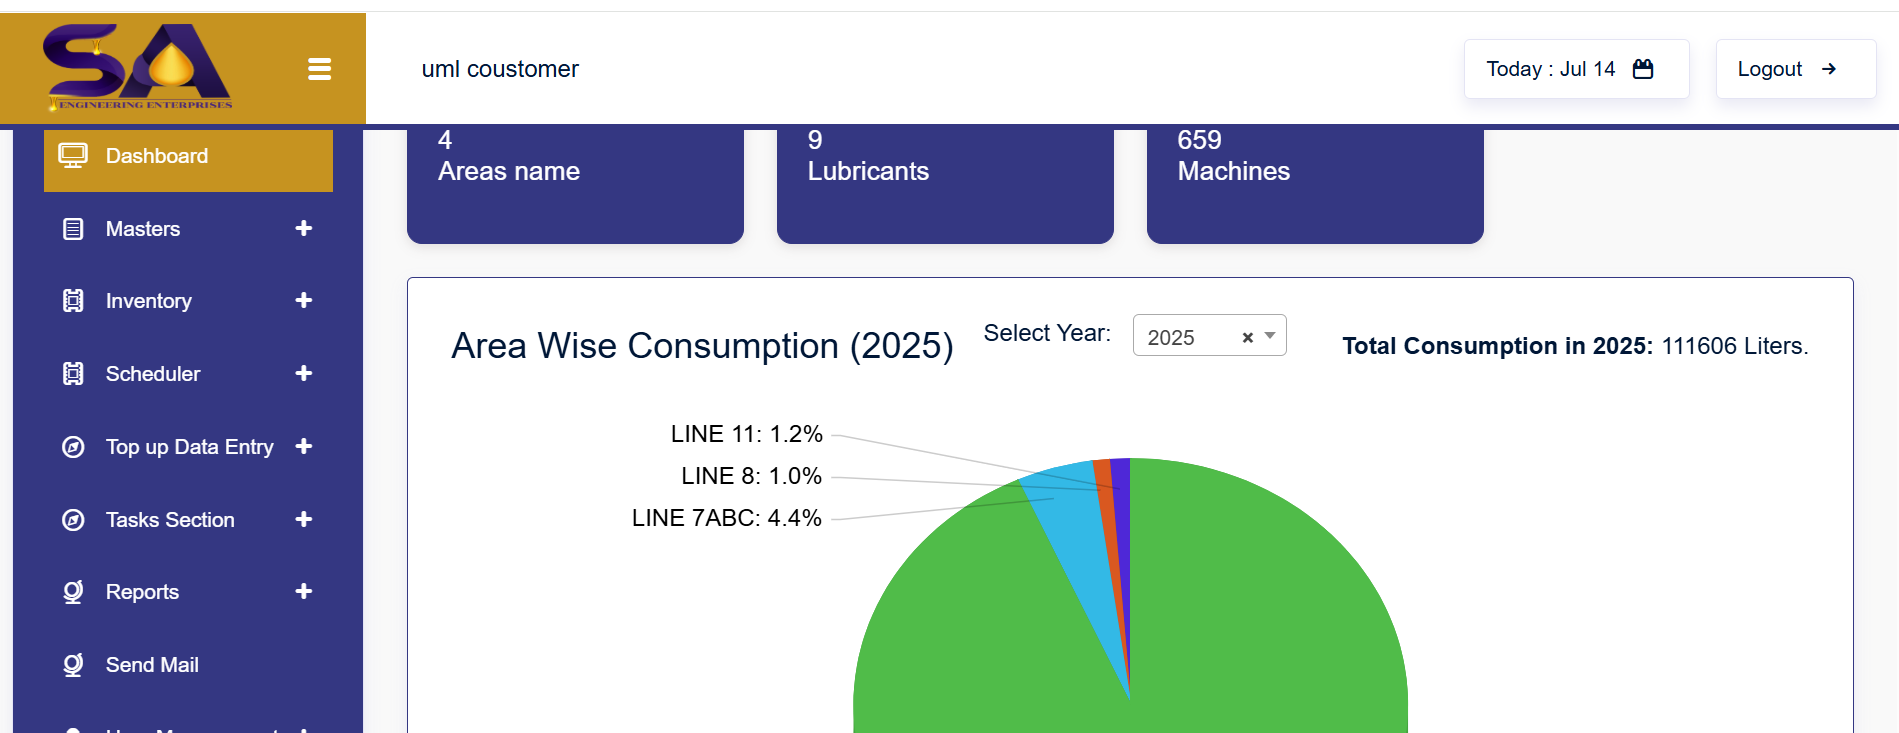 SA
ENGINEERING ENTERPRISES
uml coustomer
Today : Jul 14
Logout
Dashboard
Masters
Inventory
Scheduler
Top up Data Entry
Tasks Section
Reports
Send Mail
4
Areas name
9
Lubricants
659
Machines
Area Wise Consumption (2025)
Select Year:
2025
Total Consumption in 2025: 111606 Liters.
LINE 11: 1.2%
LINE 8: 1.0%
LINE 7ABC: 4.4%